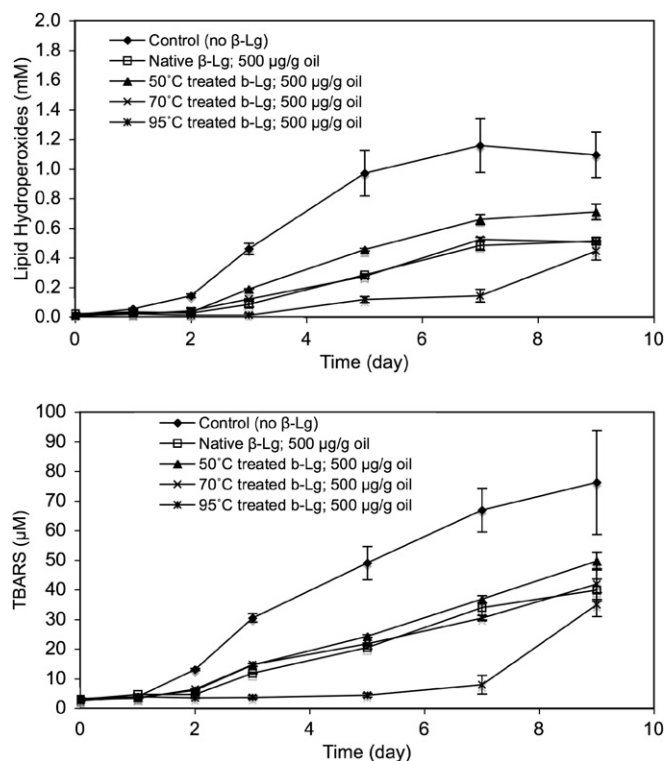 2.0
1.8
1.6
1.4
1.2
1.0
0.8
0.6
0.4
0.2
0.0
Lipid Hydroperoxides (mM)
Control (no β-Lg)
Native β-Lg; 500 µg/g oil
50˚C treated b-Lg; 500 µg/g oil
70˚C treated b-Lg; 500 µg/g oil
95˚C treated b-Lg; 500 µg/g oil
0 2 4 6 8 10
Time (day)
100
90
80
70
60
50
40
30
20
10
0
TBARS (µM)
Control (no β-Lg)
Native β-Lg; 500 µg/g oil
50˚C treated b-Lg; 500 µg/g oil
70˚C treated b-Lg; 500 µg/g oil
95˚C treated b-Lg; 500 µg/g oil
0 2 4 6 8 10
Time (day)